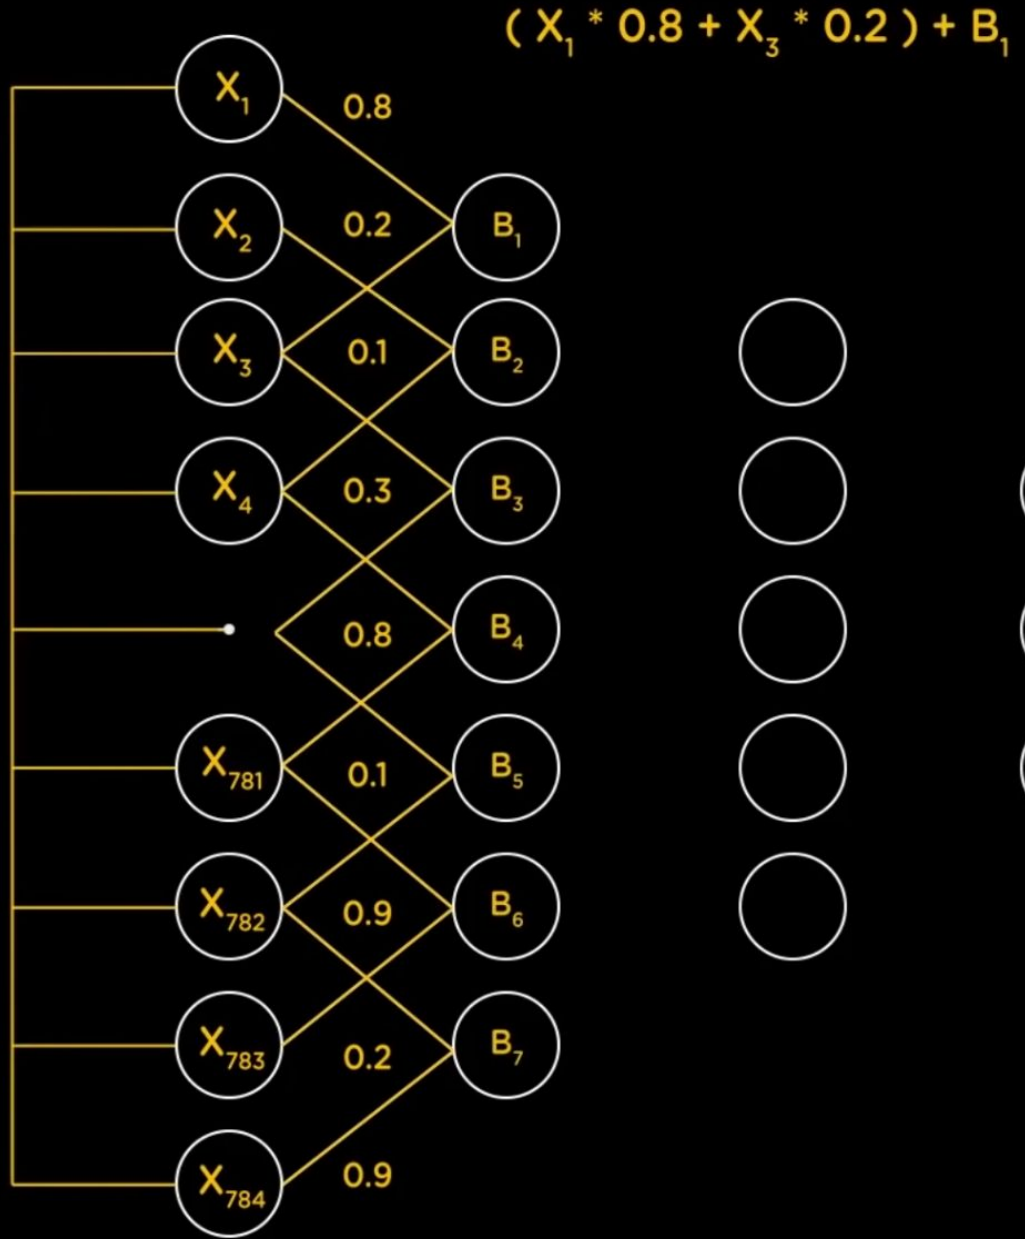 ( X₁ * 0.8 + X₃ * 0.2 ) + B₁
X₁
0.8
X₂
0.2
B₁
X₃
0.1
B₂
X₄
0.3
B₃
0.8
B₄
X₇₈₁
0.1
B₅
X₇₈₂
0.9
B₆
X₇₈₃
0.2
B₇
X₇₈₄
0.9